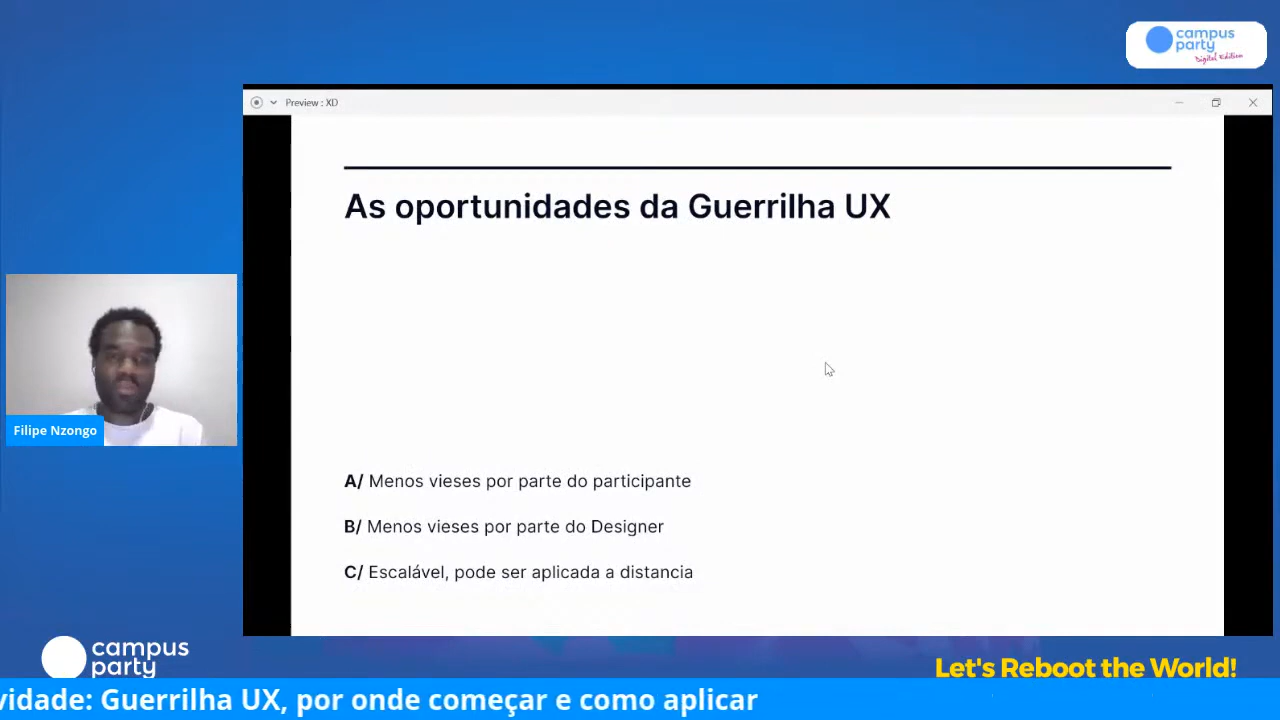 campus
party
Digital Edition
Preview : XD
As oportunidades da Guerrilha UX
A/ Menos vieses por parte do participante
B/ Menos vieses por parte do Designer
C/ Escalável, pode ser aplicada a distancia
Filipe Nzongo
campus
party
Let's Reboot the World!
vidade: Guerrilha UX, por onde começar e como aplicar